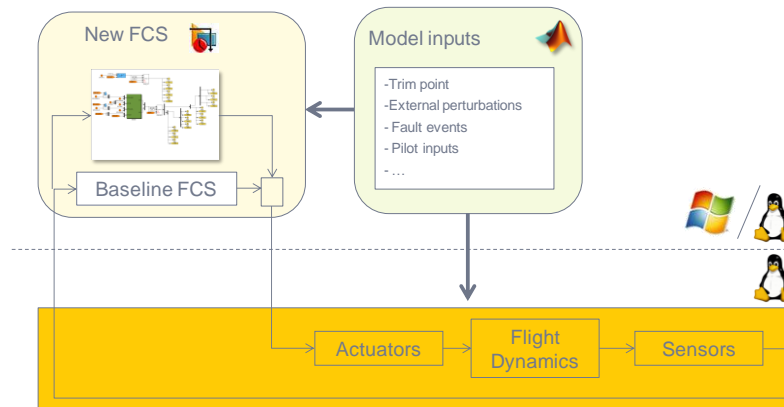 New FCS
Model inputs
-Trim point
-External perturbations
- Fault events
- Pilot inputs
- ...
Baseline FCS
Actuators
Flight
Dynamics
Sensors